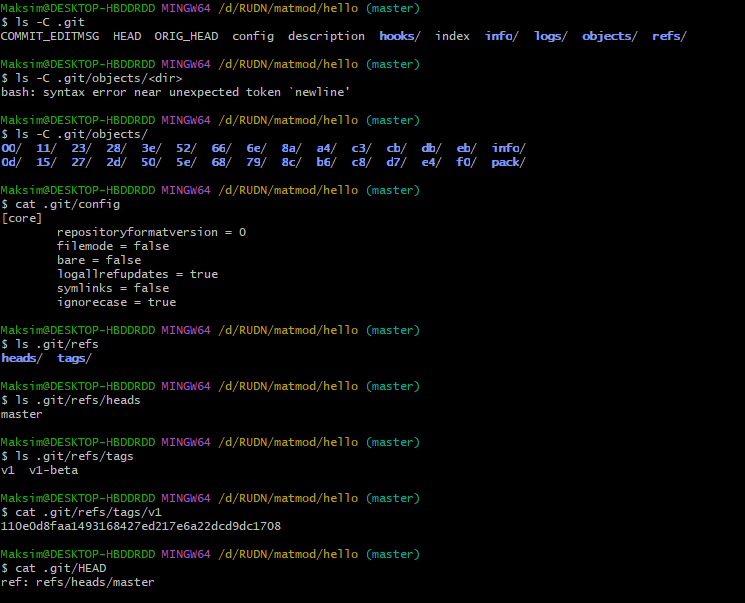 Maksim@DESKTOP-HBDDRDD MINGW64 /d/RUDN/matmod/hello (master)
$ ls -C .git
COMMIT_EDITMSG  HEAD  ORIG_HEAD  config  description  hooks/  index  info/  logs/  objects/  refs/

Maksim@DESKTOP-HBDDRDD MINGW64 /d/RUDN/matmod/hello (master)
$ ls -C .git/objects/<dir>
bash: syntax error near unexpected token `newline'

Maksim@DESKTOP-HBDDRDD MINGW64 /d/RUDN/matmod/hello (master)
$ ls -C .git/objects/
00/  11/  23/  28/  3e/  52/  66/  6e/  8a/  a4/  c3/  cb/  db/  eb/  info/
0d/  15/  27/  2d/  50/  5e/  68/  79/  8c/  b6/  c8/  d7/  e4/  f0/  pack/

Maksim@DESKTOP-HBDDRDD MINGW64 /d/RUDN/matmod/hello (master)
$ cat .git/config
[core]
        repositoryformatversion = 0
        filemode = false
        bare = false
        logallrefupdates = true
        symlinks = false
        ignorecase = true

Maksim@DESKTOP-HBDDRDD MINGW64 /d/RUDN/matmod/hello (master)
$ ls .git/refs
heads/  tags/

Maksim@DESKTOP-HBDDRDD MINGW64 /d/RUDN/matmod/hello (master)
$ ls .git/refs/heads
master

Maksim@DESKTOP-HBDDRDD MINGW64 /d/RUDN/matmod/hello (master)
$ ls .git/refs/tags
v1  v1-beta

Maksim@DESKTOP-HBDDRDD MINGW64 /d/RUDN/matmod/hello (master)
$ cat .git/refs/tags/v1
110e0d8faa1493168427ed217e6a22dcd9dc1708

Maksim@DESKTOP-HBDDRDD MINGW64 /d/RUDN/matmod/hello (master)
$ cat .git/HEAD
ref: refs/heads/master